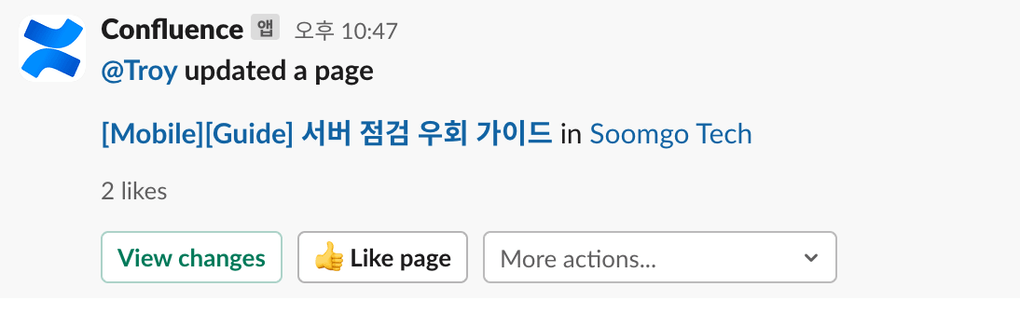 Confluence 앱 오후 10:47
@Troy updated a page
[Mobile][Guide] 서버 점검 우회 가이드 in Soomgo Tech
2 likes
View changes 👍 Like page More actions...